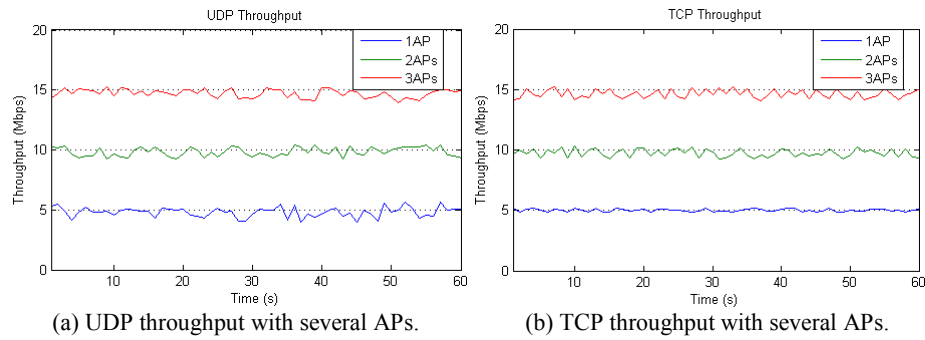 UDP Throughput
20
15
10
5
0
Throughput (Mbps)
1AP
2APs
3APs
10
20
30
40
50
60
Time (s)
(a) UDP throughput with several APs.
TCP Throughput
20
15
10
5
0
Throughput (Mbps)
1AP
2APs
3APs
10
20
30
40
50
60
Time (s)
(b) TCP throughput with several APs.